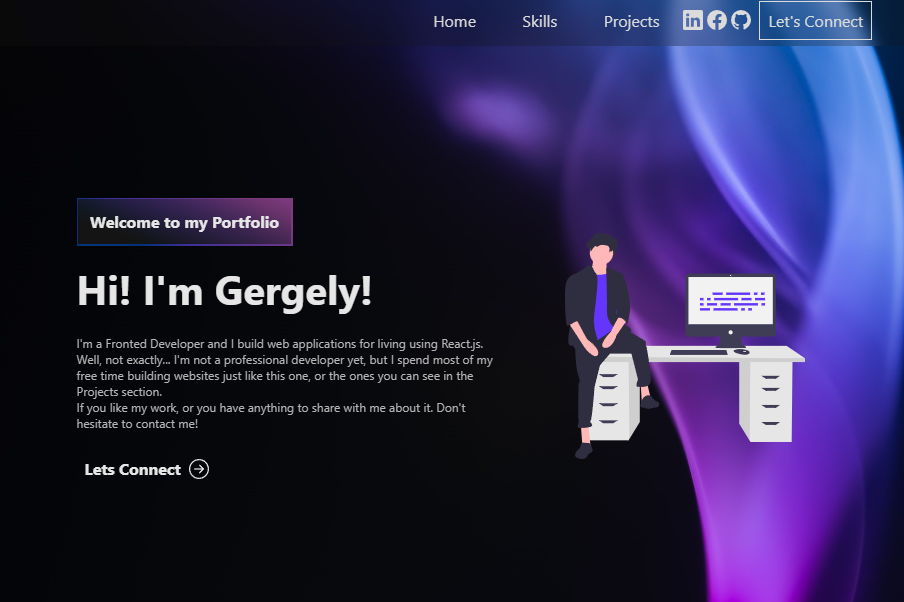 Home Skills Projects in Let's Connect
Welcome to my Portfolio
Hi! I'm Gergely!
I'm a Fronted Developer and I build web applications for living using React.js.
Well, not exactly... I'm not a professional developer yet, but I spend most of my
free time building websites just like this one, or the ones you can see in the
Projects section.
If you like my work, or you have anything to share with me about it. Don't
hesitate to contact me!
Lets Connect